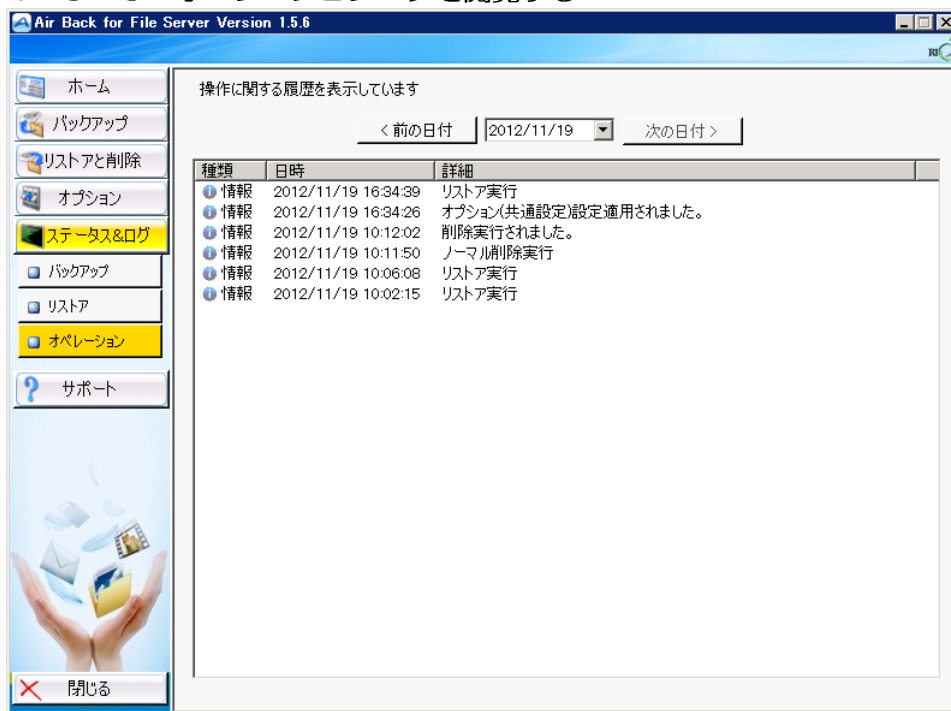 Air Back for File Server Version 1.5.6
ホーム
バックアップ
リストアと削除
オプション
ステータス&ログ
バックアップ
リストア
オペレーション
サポート
閉じる
操作に関する履歴を表示しています
< 前の日付 2012/11/19 次の日付 >
種類 日時 詳細
情報 2012/11/19 16:34:39 リストア実行
情報 2012/11/19 16:34:26 オプション(共通設定)設定適用されました。
情報 2012/11/19 10:12:02 削除実行されました。
情報 2012/11/19 10:11:50 ノーマル削除実行
情報 2012/11/19 10:06:08 リストア実行
情報 2012/11/19 10:02:15 リストア実行